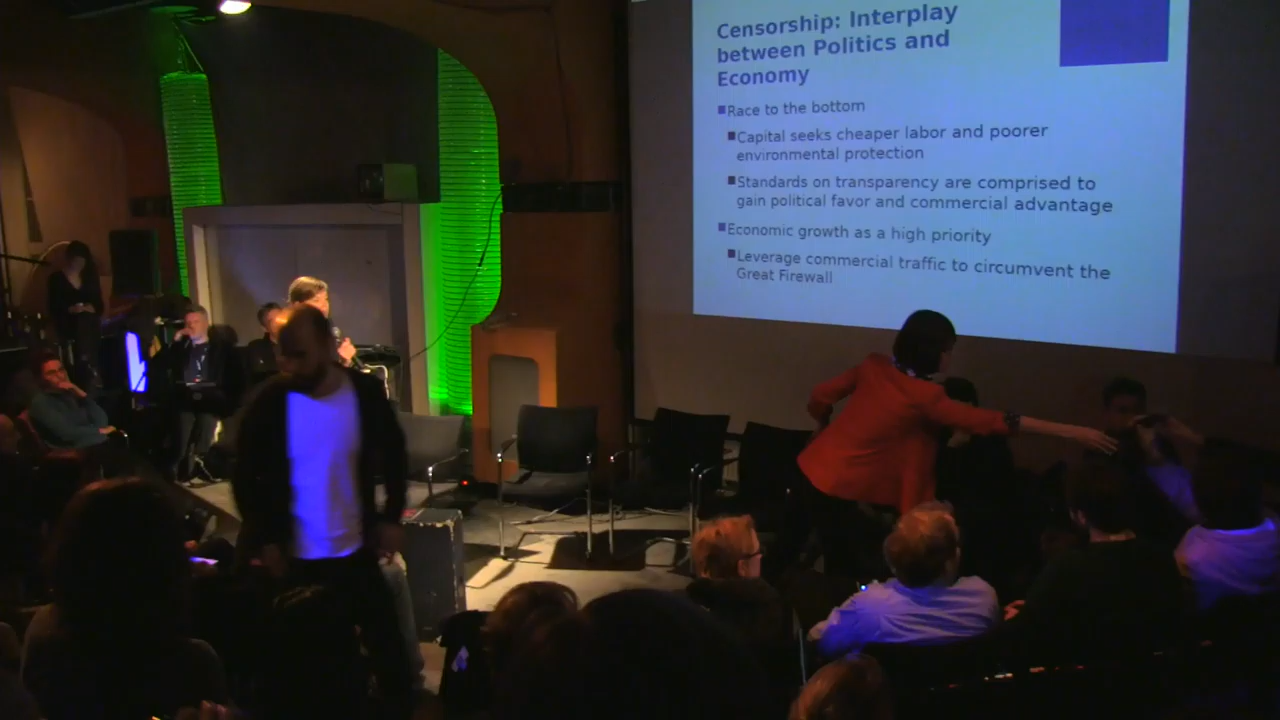 Censorship: Interplay
between Politics and
Economy
Race to the bottom
Capital seeks cheaper labor and poorer
environmental protection
Standards on transparency are comprised to
gain political favor and commercial advantage
Economic growth as a high priority
Leverage commercial traffic to circumvent the
Great Firewall